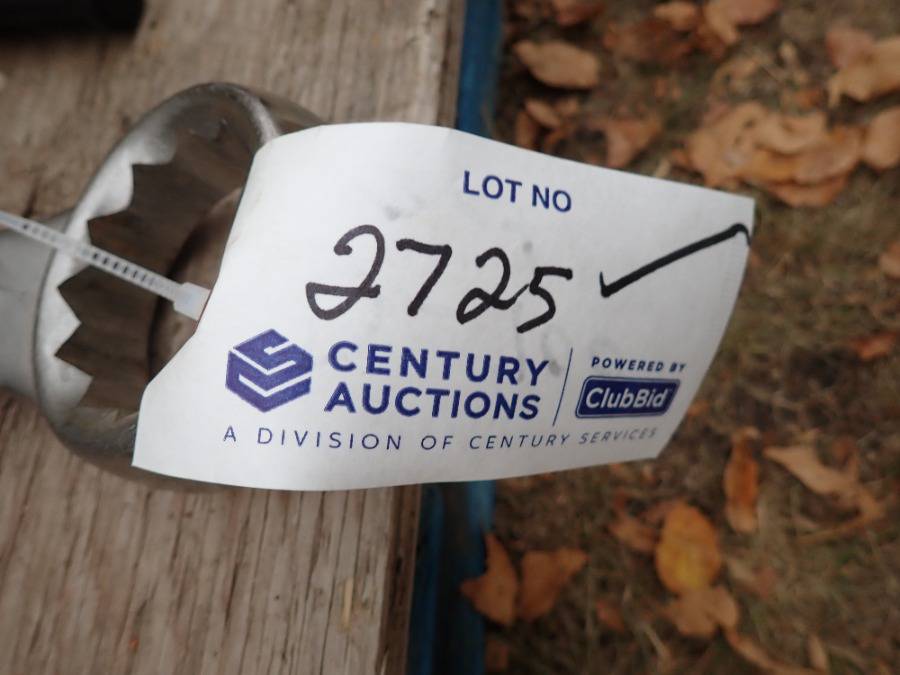 LOT NO
2725 ✓
CENTURY
AUCTIONS
POWERED BY
ClubBid
A DIVISION OF CENTURY SERVICES